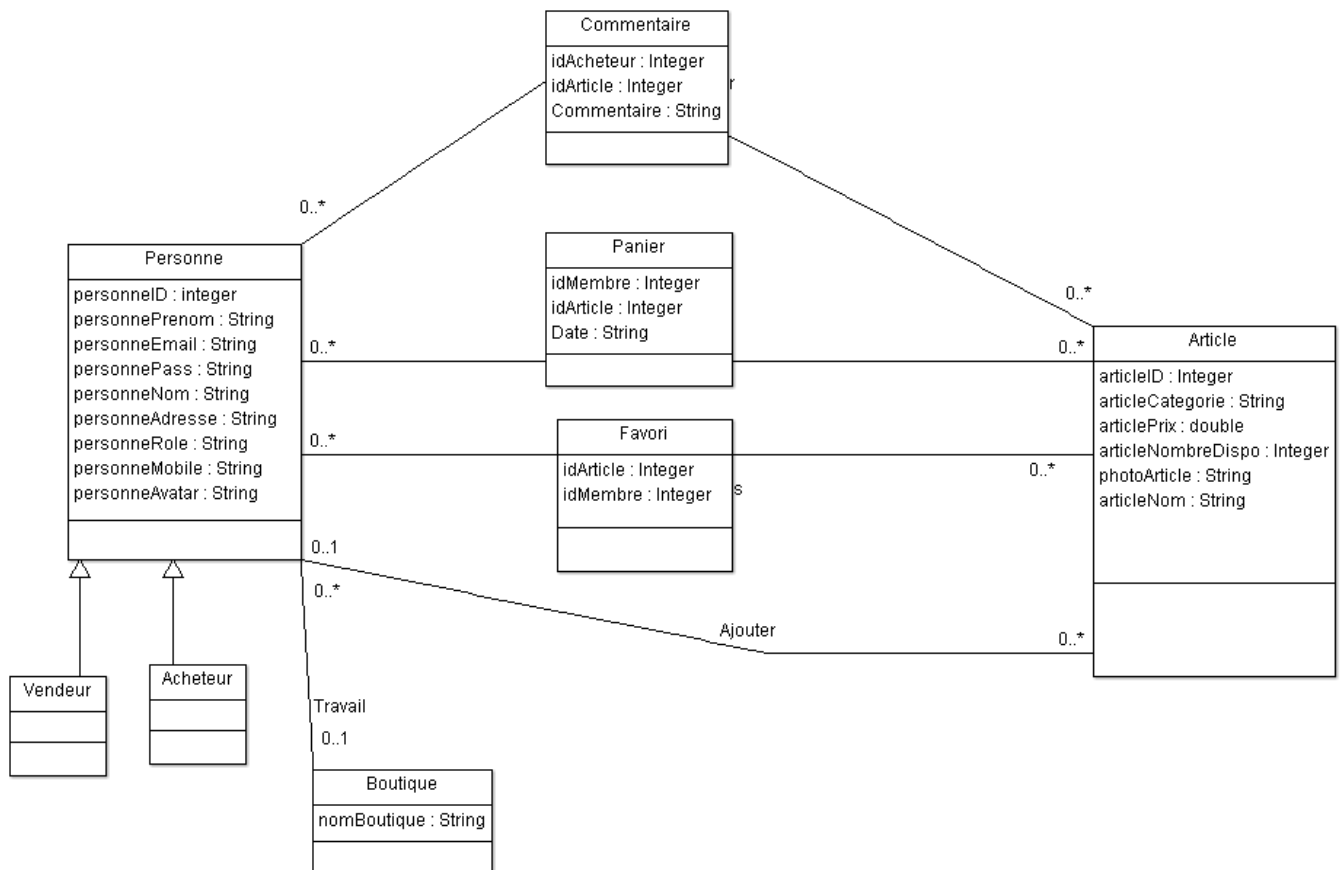 Commentaire
idAcheteur : Integer
idArticle : Integer
Commentaire : String
r
0..*
0..*
Personne
personneID : integer
personnePrenom : String
personneEmail : String
personnePass : String
personneNom : String
personneAdresse : String
personneRole : String
personneMobile : String
personneAvatar : String
Panier
idMembre : Integer
idArticle : Integer
Date : String
0..*
0..*
Favori
idArticle : Integer
idMembre : Integer
s
0..*
0..*
Article
articleID : Integer
articleCategorie : String
articlePrix : double
articleNombreDispo : Integer
photoArticle : String
articleNom : String
0..1
0..*
Ajouter
0..*
Vendeur
Acheteur
Travail
0..1
Boutique
nomBoutique : String